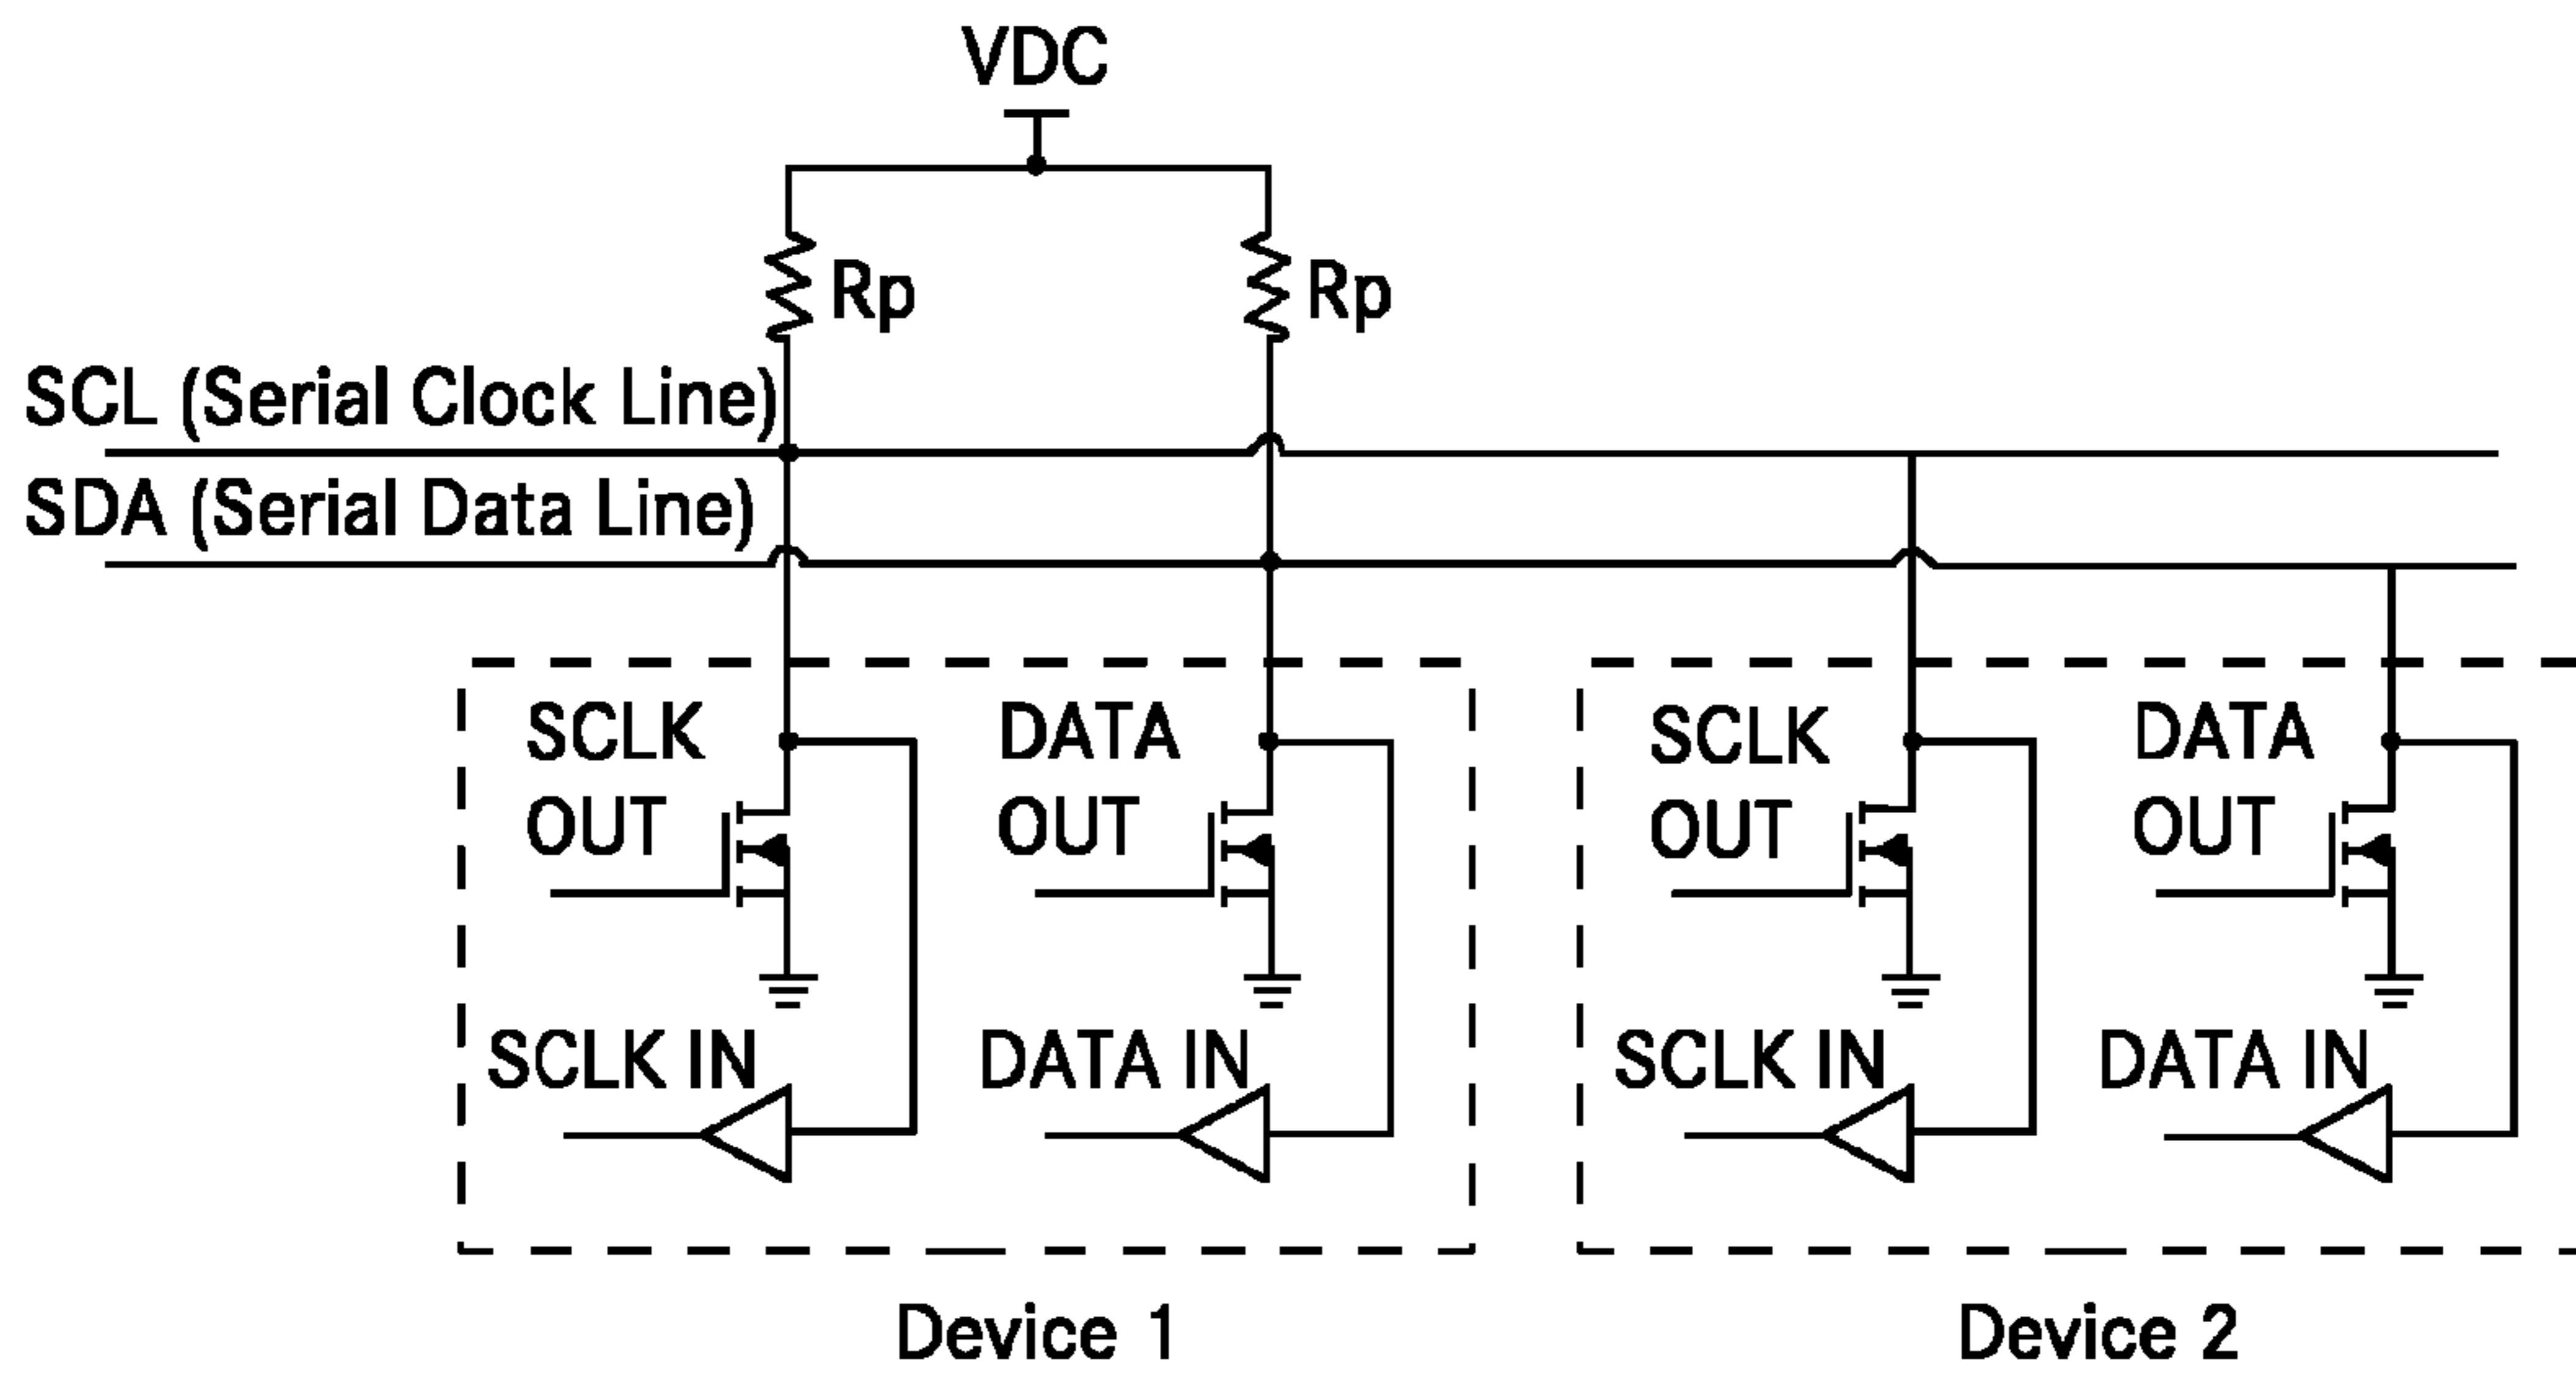 VDC
Rp Rp
SCL (Serial Clock Line)
SDA (Serial Data Line)
SCLK OUT
DATA OUT
SCLK IN
DATA IN
SCLK OUT
DATA OUT
SCLK IN
DATA IN
Device 1
Device 2